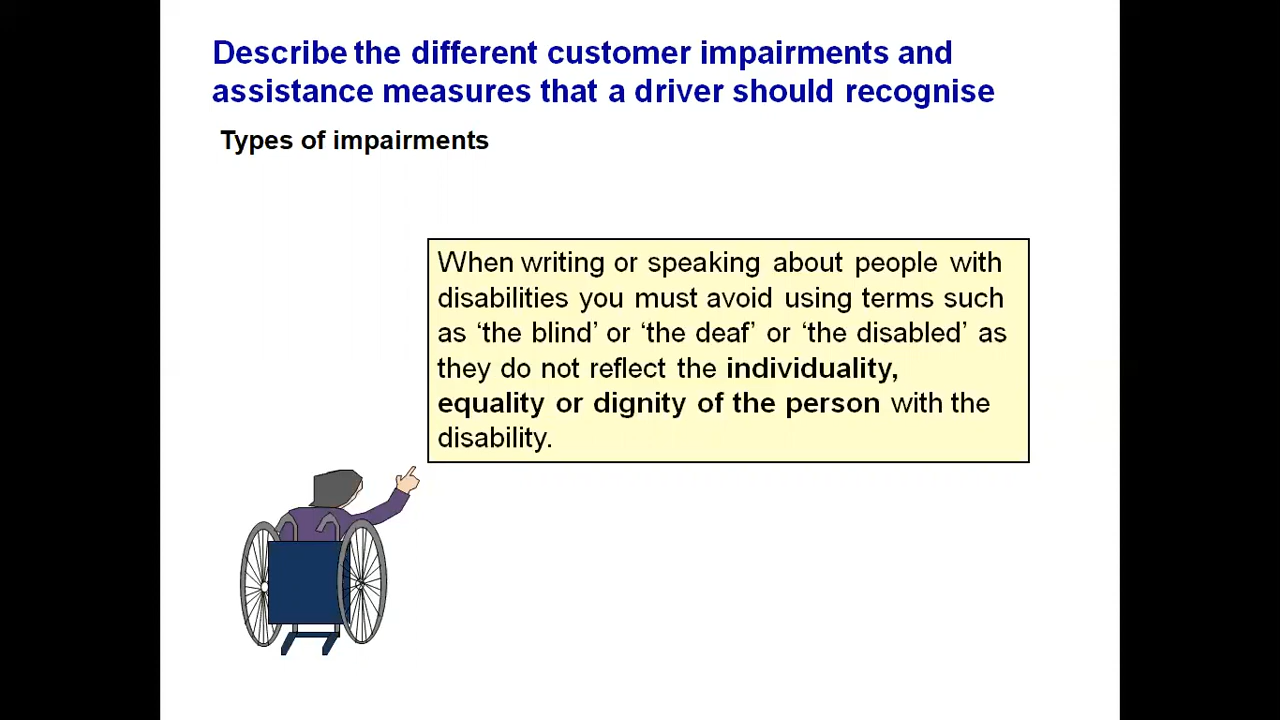 Describe the different customer impairments and
assistance measures that a driver should recognise
Types of impairments
When writing or speaking about people with
disabilities you must avoid using terms such
as ‘the blind’ or ‘the deaf’ or ‘the disabled’ as
they do not reflect the individuality,
equality or dignity of the person with the
disability.